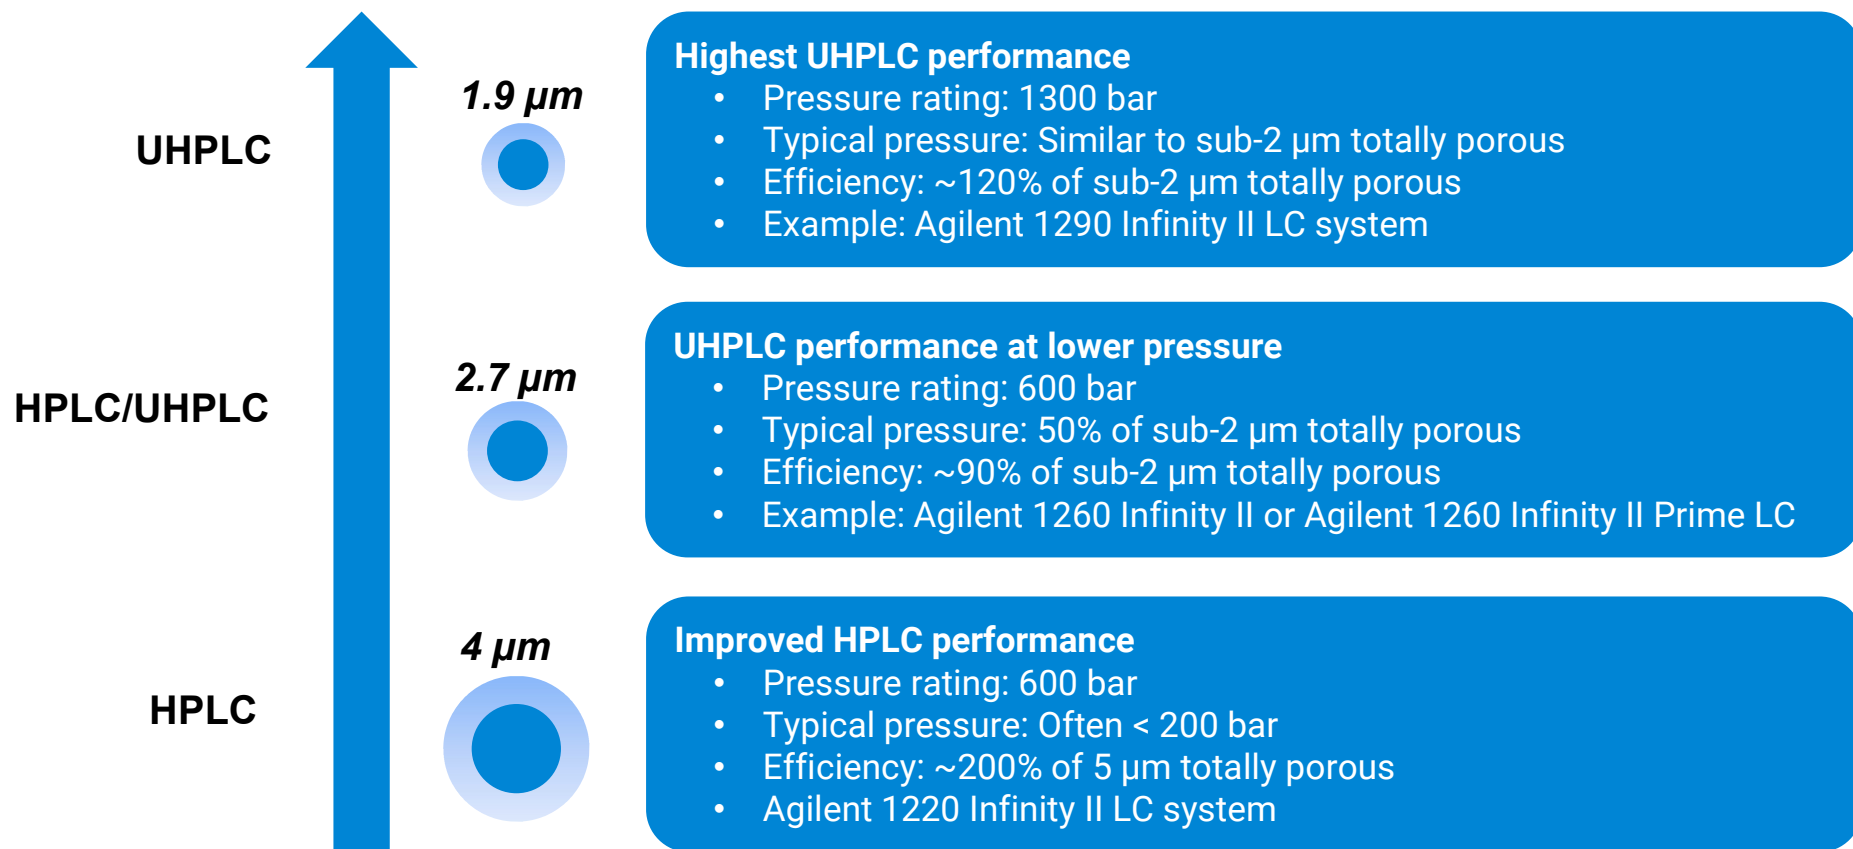 UHPLC
1.9 µm
Highest UHPLC performance
• Pressure rating: 1300 bar
• Typical pressure: Similar to sub-2 µm totally porous
• Efficiency: ~120% of sub-2 µm totally porous
• Example: Agilent 1290 Infinity II LC system
HPLC/UHPLC
2.7 µm
UHPLC performance at lower pressure
• Pressure rating: 600 bar
• Typical pressure: 50% of sub-2 µm totally porous
• Efficiency: ~90% of sub-2 µm totally porous
• Example: Agilent 1260 Infinity II or Agilent 1260 Infinity II Prime LC
HPLC
4 µm
Improved HPLC performance
• Pressure rating: 600 bar
• Typical pressure: Often < 200 bar
• Efficiency: ~200% of 5 µm totally porous
• Agilent 1220 Infinity II LC system